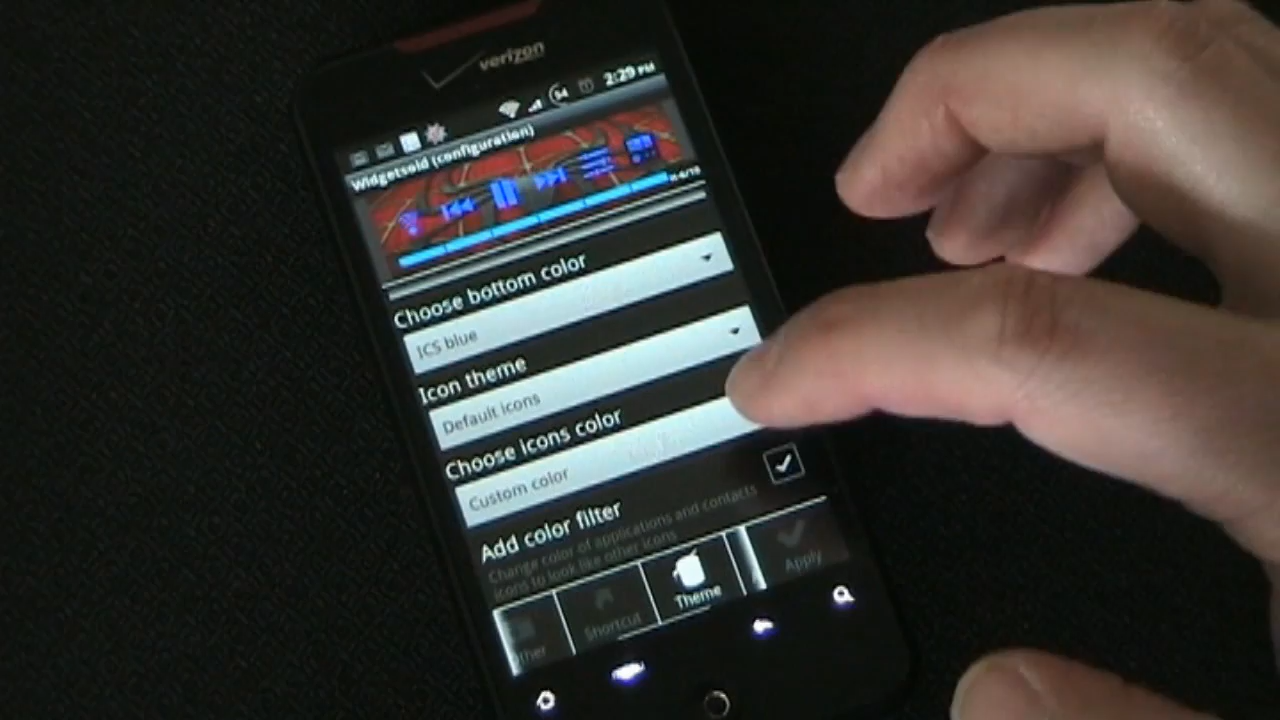 verizon
54 2:29 PM
Widgetsoid (configuration)
Choose bottom color
ICS blue
Icon theme
Default icons
Choose icons color
Custom color
Add color filter
Change color of applications and contacts
icons to look like other icons
ther Shortcut Theme Apply